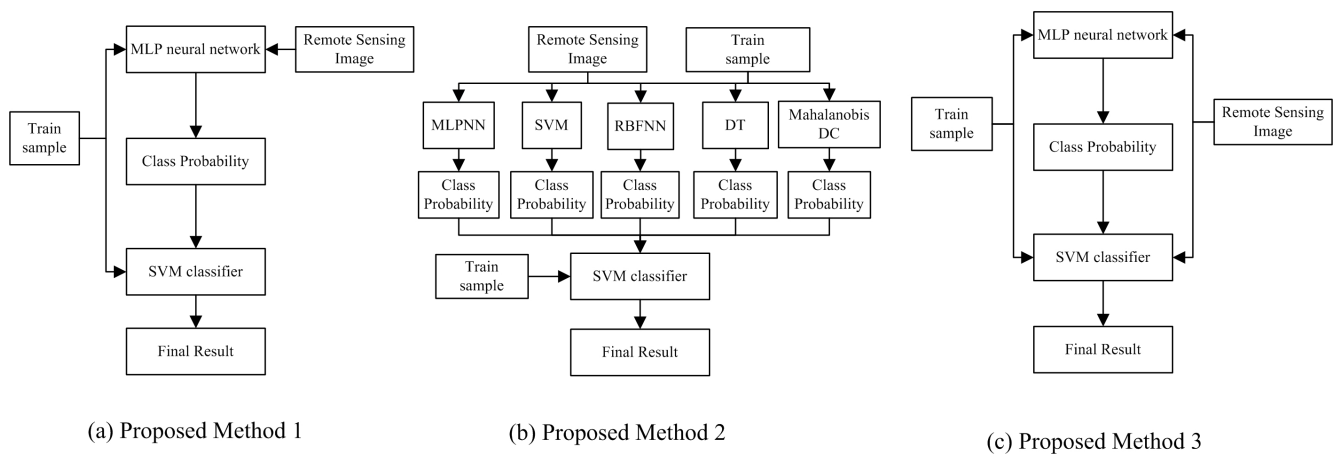 MLP neural network
Remote Sensing
Image
Train
sample
Class Probability
SVM classifier
Final Result
(a) Proposed Method 1
Remote Sensing
Image
Train
sample
MLPNN
SVM
RBFNN
DT
Mahalanobis
DC
Class
Probability
Class
Probability
Class
Probability
Class
Probability
Class
Probability
Train
sample
SVM classifier
Final Result
(b) Proposed Method 2
MLP neural network
Train
sample
Remote Sensing
Image
Class Probability
SVM classifier
Final Result
(c) Proposed Method 3